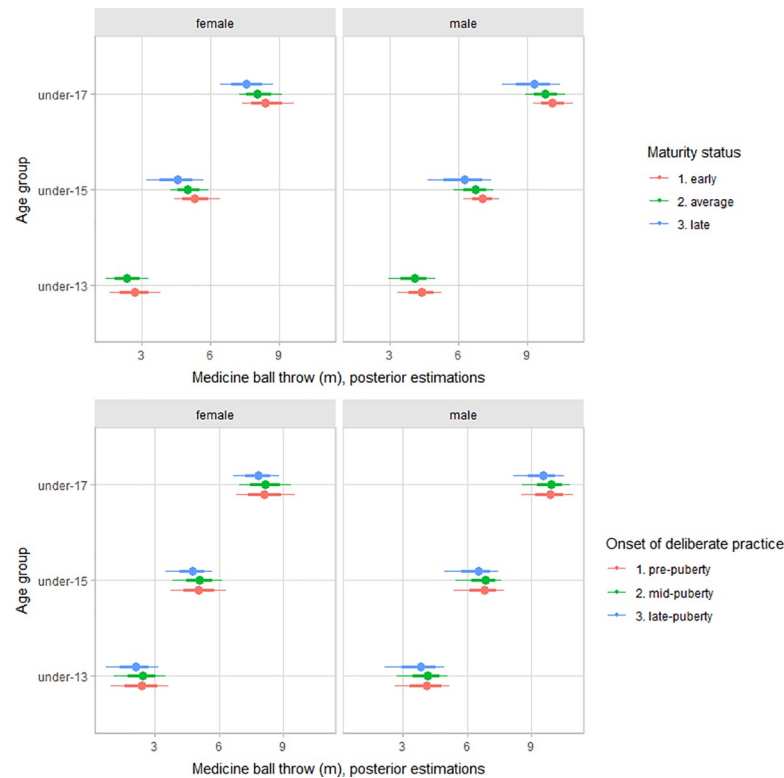 female male
under-17
under-15
under-13
Age group
3 6 9 3 6 9
Medicine ball throw (m), posterior estimations
Maturity status
1. early
2. average
3. late
female male
under-17
under-15
under-13
Age group
3 6 9 3 6 9
Medicine ball throw (m), posterior estimations
Onset of deliberate practice
1. pre-puberty
2. mid-puberty
3. late-puberty